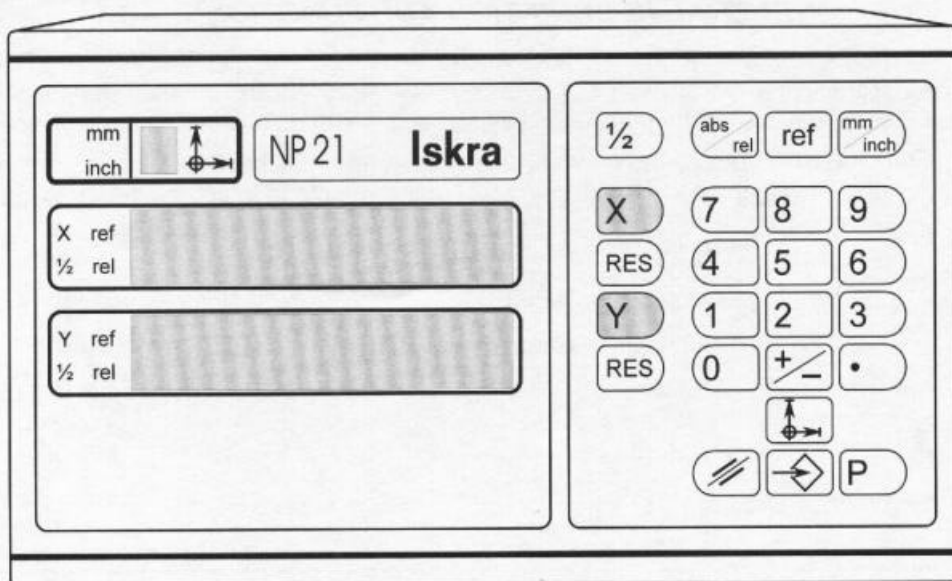 mm
inch
NP 21 Iskra
X ref
½ rel
Y ref
½ rel
½ abs rel ref mm inch
X 7 8 9
RES 4 5 6
Y 1 2 3
RES 0 +/− •
P